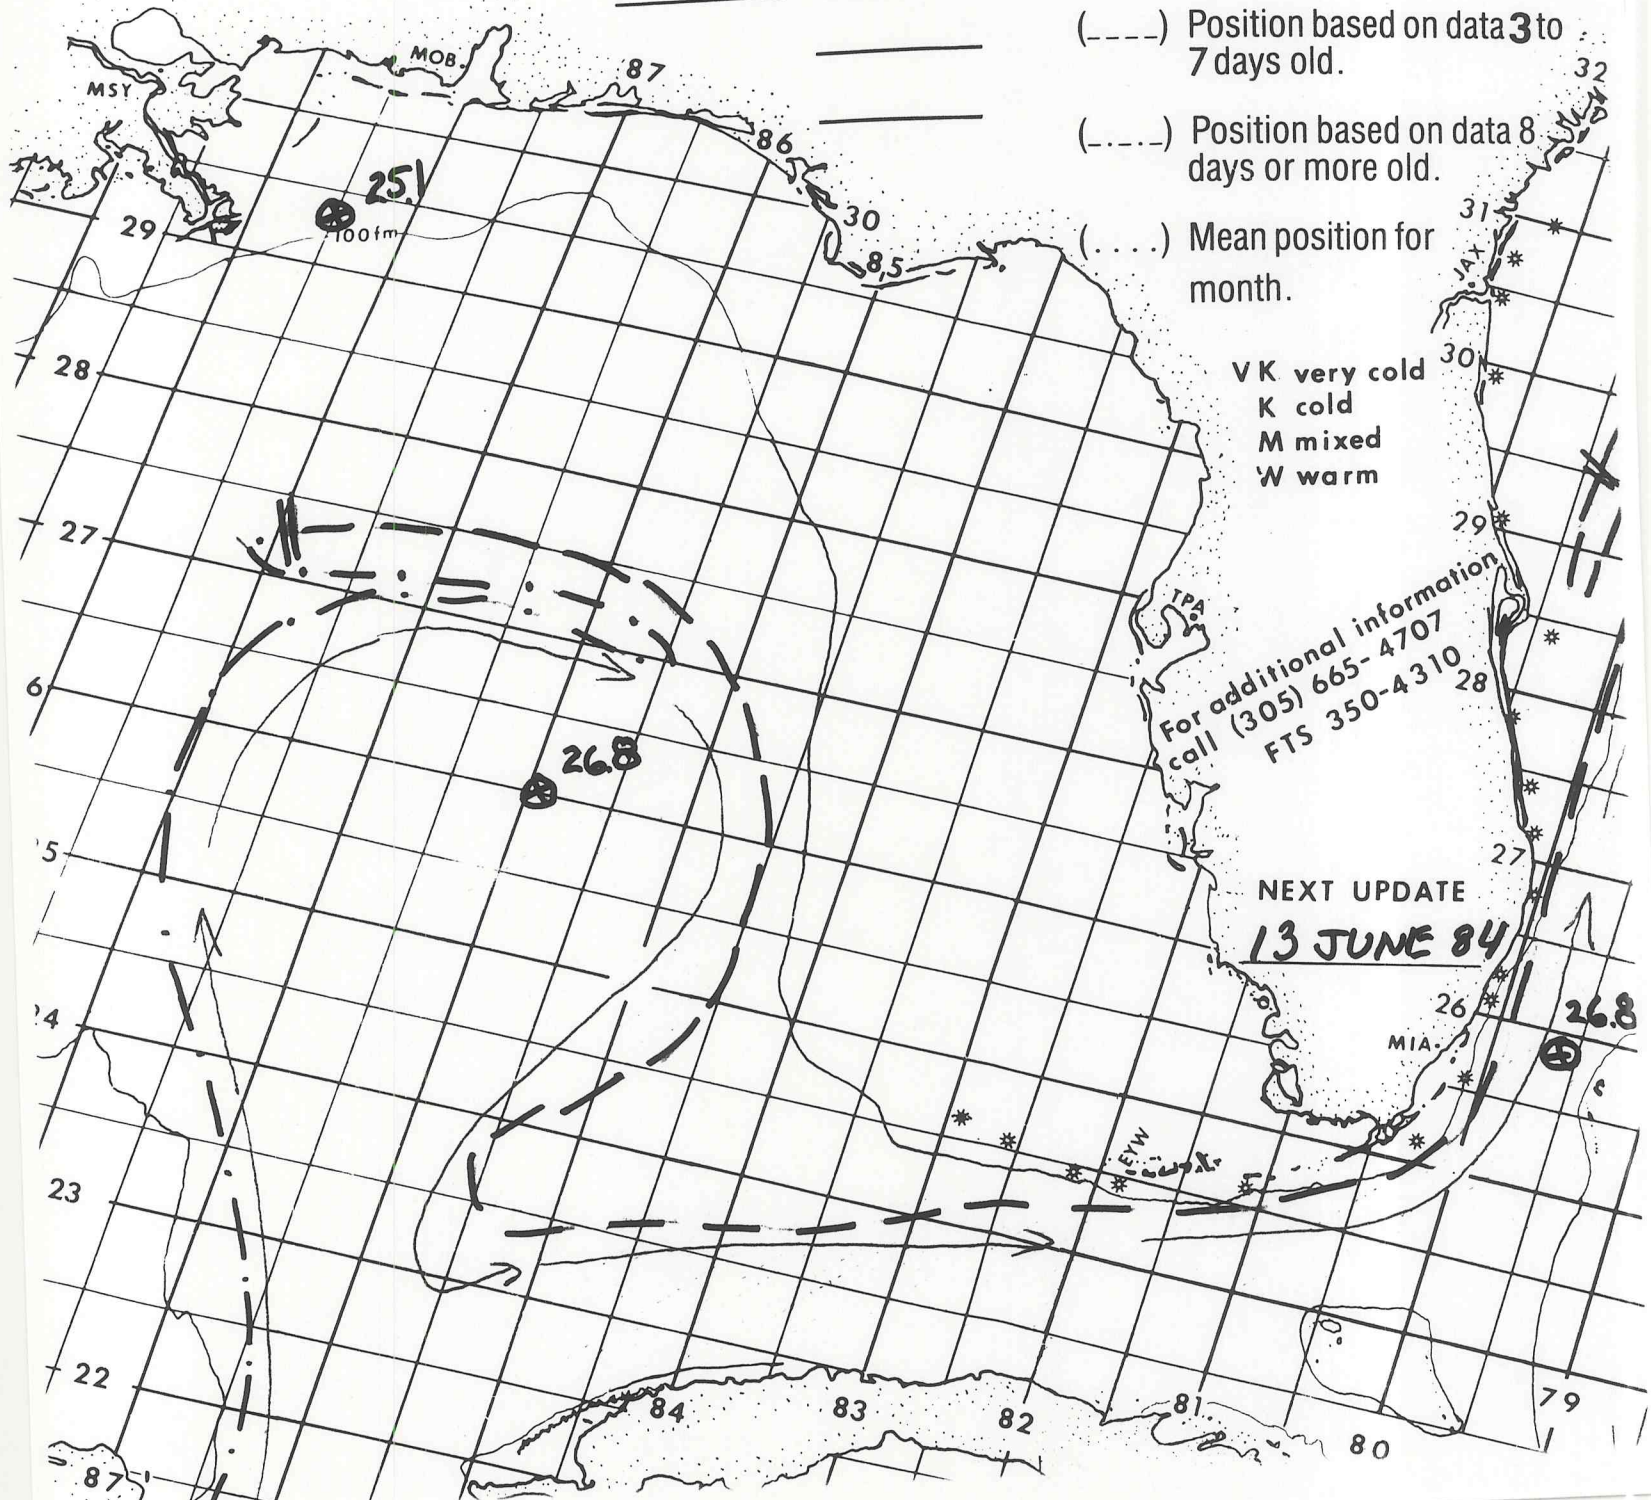 (____) Position based on data 3 to
7 days old.
(_._._) Position based on data 8
days or more old.
(....) Mean position for
month.
VK very cold
K cold
M mixed
W warm
For additional information
call (305) 665-4707
FTS 350-4310
NEXT UPDATE
13 JUNE 84
MOB.
MSY
87
86
30
85
32
31
JAX
30
29
28
27
26
MIA.
26.8
25.1
100fm
29
28
27
6
5
24
23
22
TPA
26.8
EYW
87
84
83
82
81
80
79